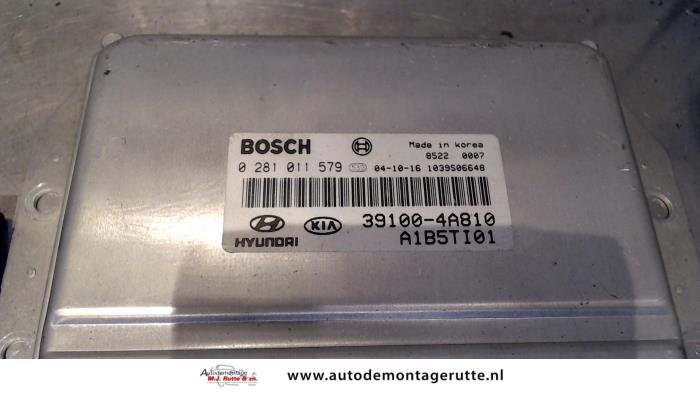 BOSCH
Made in korea
8522 0007
0 281 011 579 04-10-16 1039S06648
HYUNDAI KIA 39100-4A810
A1B5TI01
Autodemontage
M.J. Rutte & zn.
www.autodemontagerutte.nl